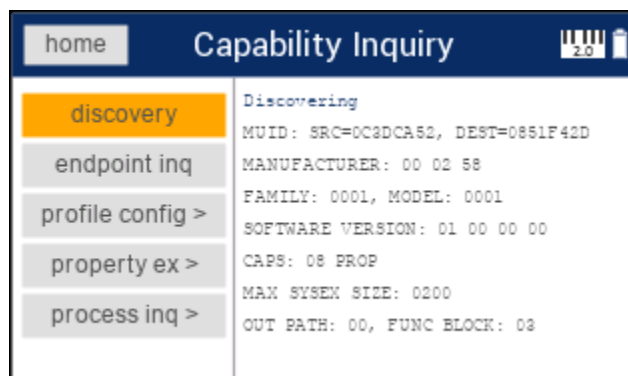 home
Capability Inquiry
2.0
discovery
endpoint inq
profile config >
property ex >
process inq >
Discovering
MUID: SRC=0C3DCA52, DEST=0851F42D
MANUFACTURER: 00 02 58
FAMILY: 0001, MODEL: 0001
SOFTWARE VERSION: 01 00 00 00
CAPS: 08 PROP
MAX SYSEX SIZE: 0200
OUT PATH: 00, FUNC BLOCK: 03